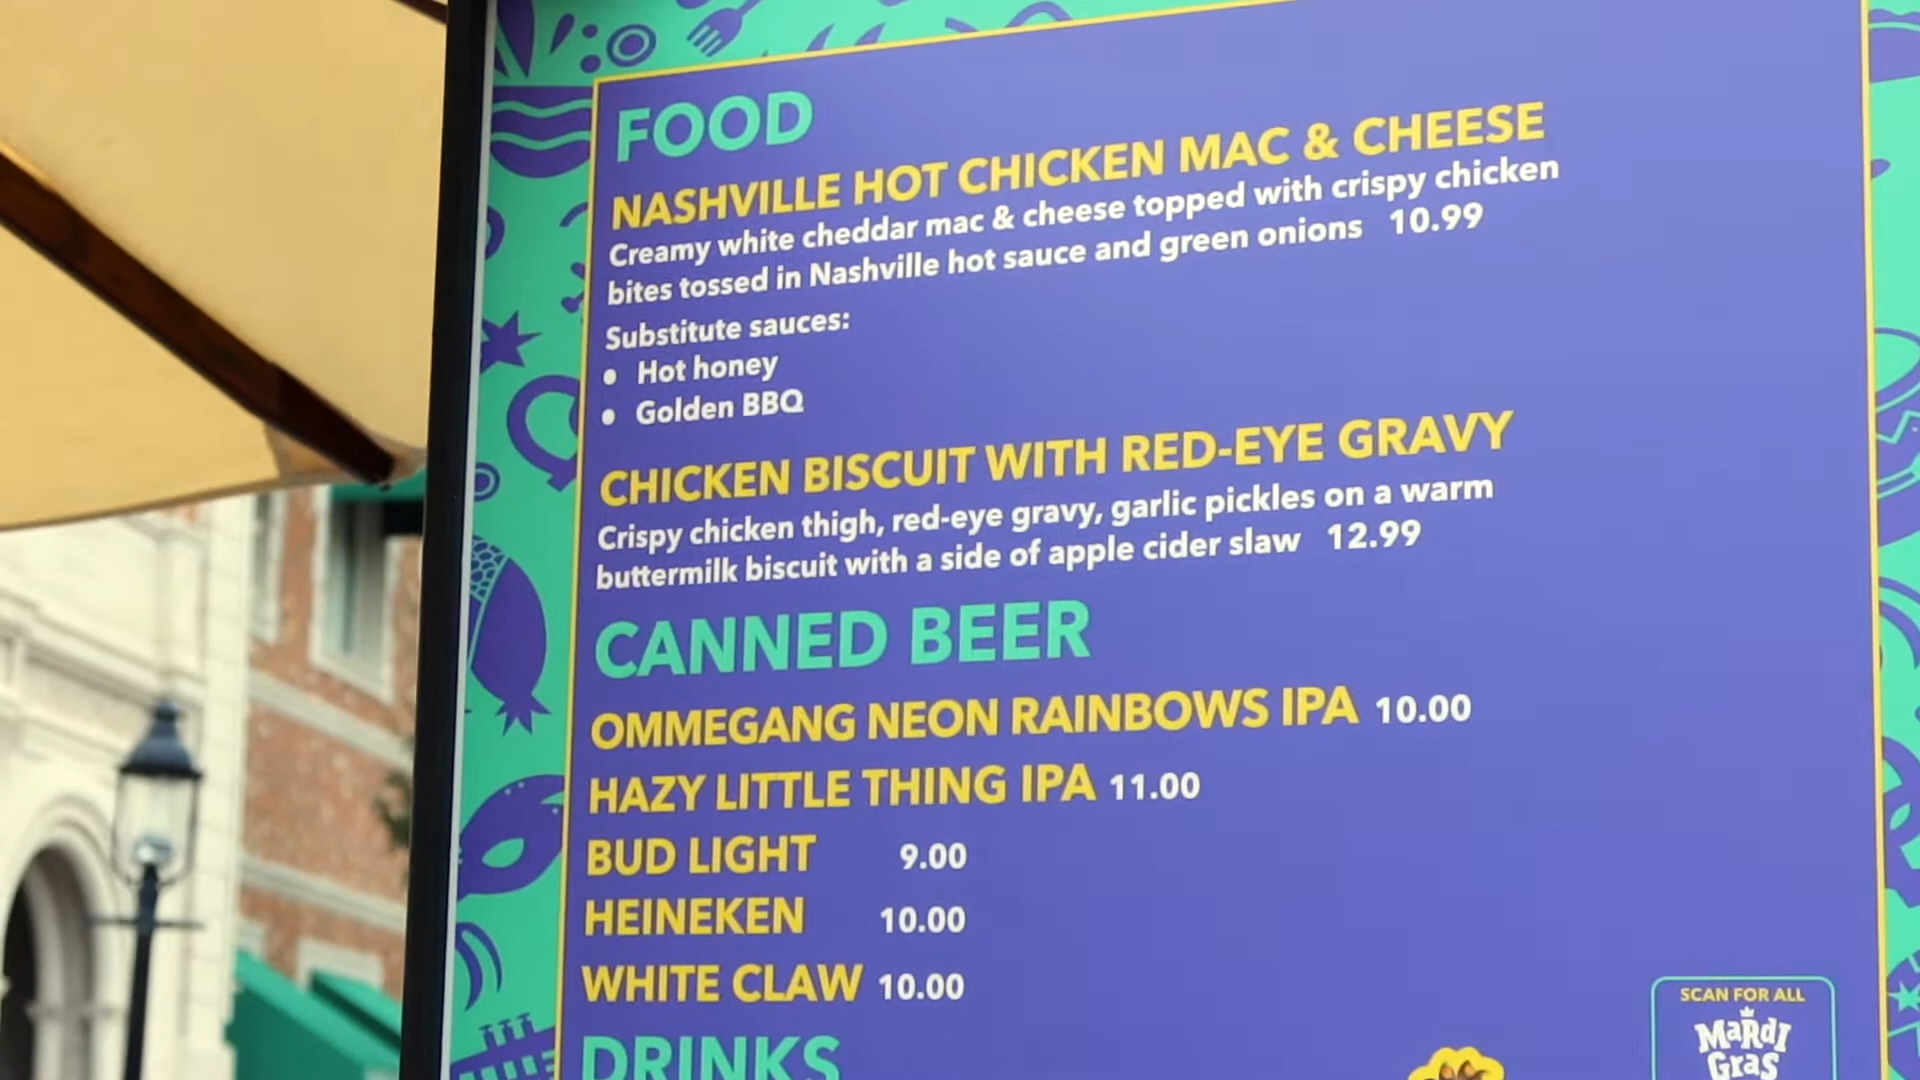 FOOD
NASHVILLE HOT CHICKEN MAC & CHEESE
Creamy white cheddar mac & cheese topped with crispy chicken
bites tossed in Nashville hot sauce and green onions 10.99
Substitute sauces:
• Hot honey
• Golden BBQ
CHICKEN BISCUIT WITH RED-EYE GRAVY
Crispy chicken thigh, red-eye gravy, garlic pickles on a warm
buttermilk biscuit with a side of apple cider slaw 12.99
CANNED BEER
OMMEGANG NEON RAINBOWS IPA 10.00
HAZY LITTLE THING IPA 11.00
BUD LIGHT 9.00
HEINEKEN 10.00
WHITE CLAW 10.00
DRINKS
SCAN FOR ALL
MaRdI
GRaS